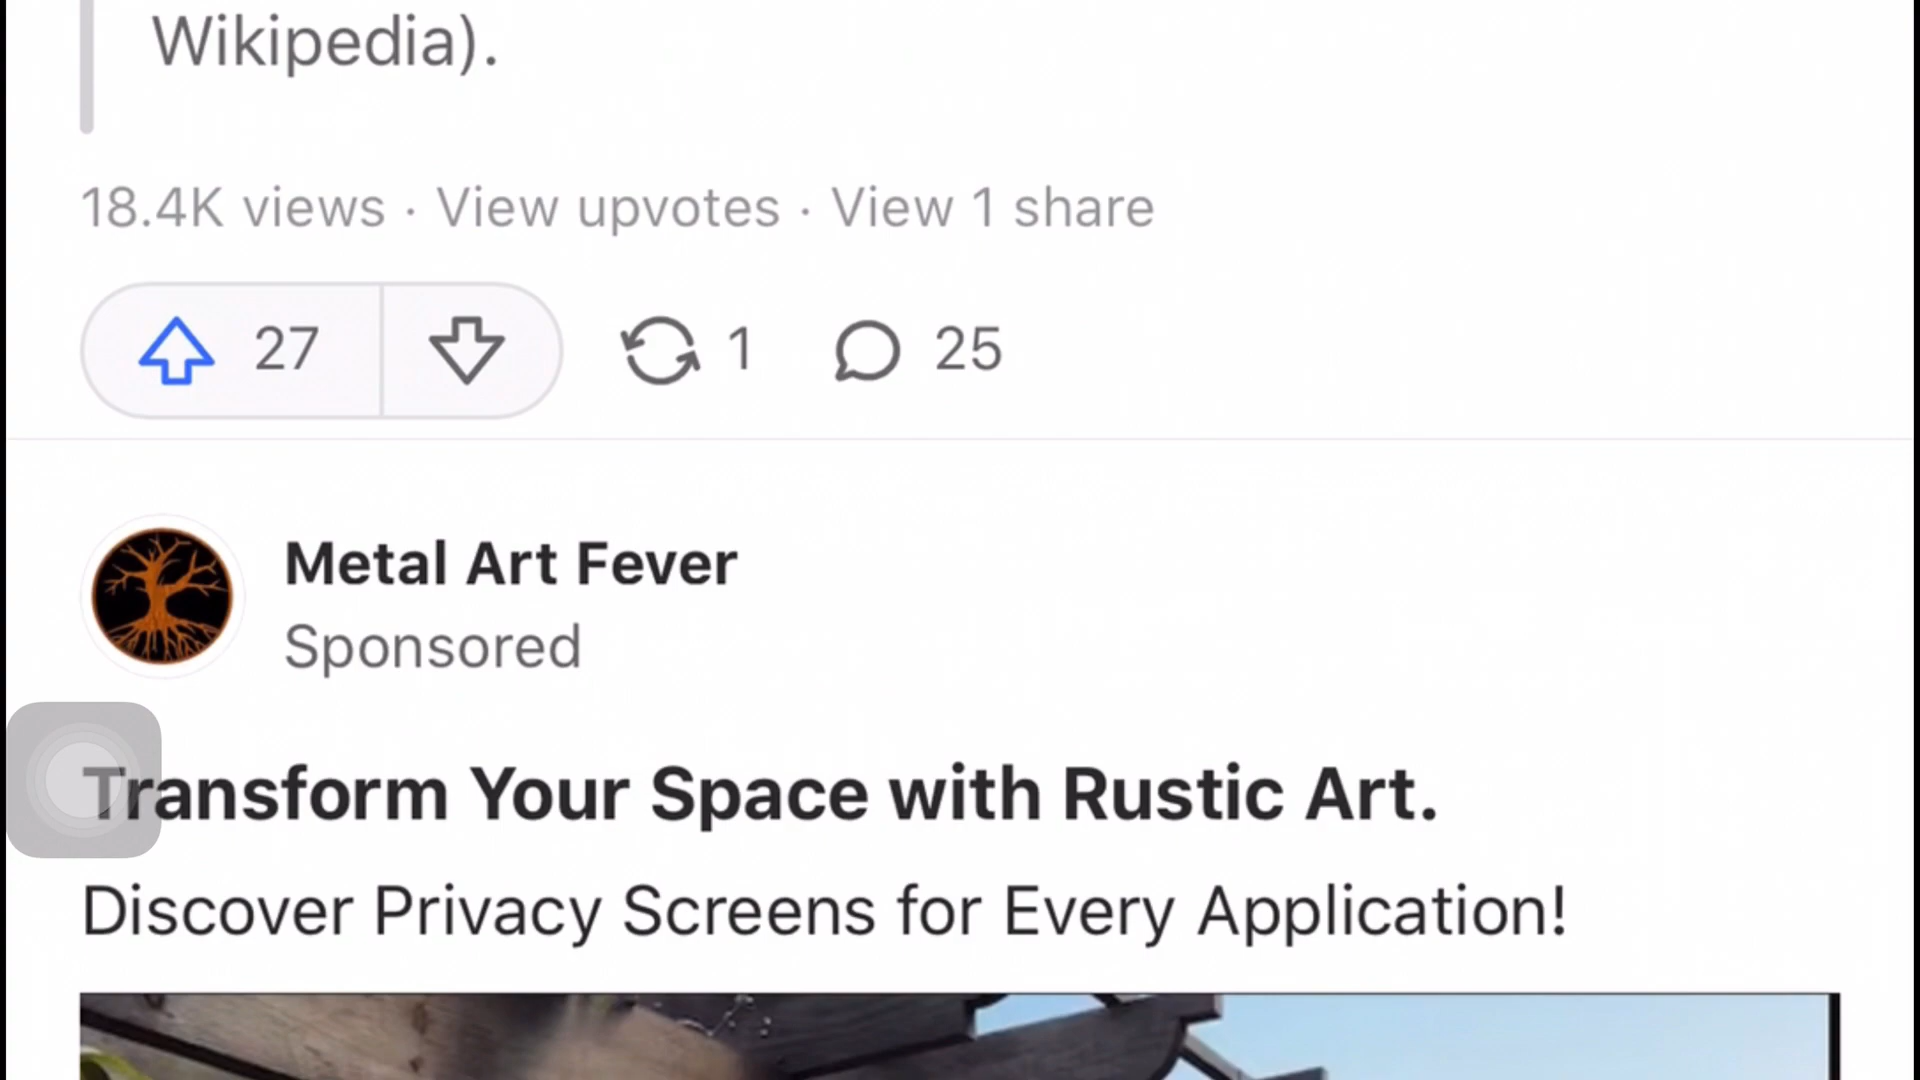 Wikipedia).
18.4K views · View upvotes · View 1 share
27 1 25
Metal Art Fever
Sponsored
Transform Your Space with Rustic Art.
Discover Privacy Screens for Every Application!